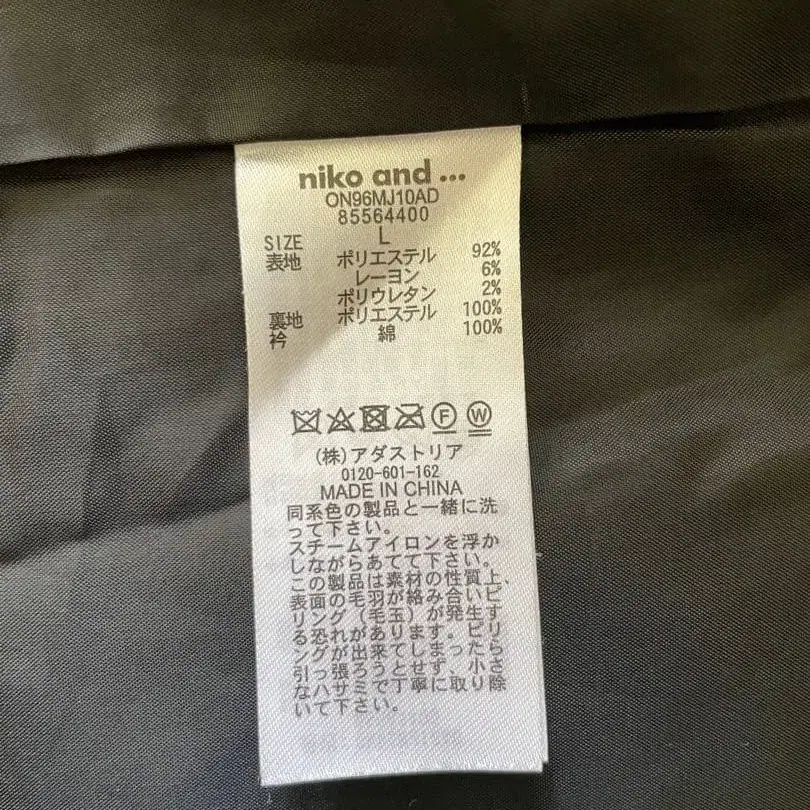 niko and ...
ON96MJ10AD
85564400
SIZE L
表地 ポリエステル 92%
レーヨン 6%
ポリウレタン 2%
裏地 ポリエステル 100%
衿 綿 100%
F W
(株)アダストリア
0120-601-162
MADE IN CHINA
同系色の製品と一緒に洗
って下さい。
スチームアイロンを浮か
しながらあてて下さい。
この製品は素材の性質上、
表面の毛羽が絡み合いピ
リング(毛玉)が発生す
る恐れがあります。ピリ
ングが出来てしまったら
引っ張ろうとせず、小さ
なハサミで丁寧に取り除
いて下さい。